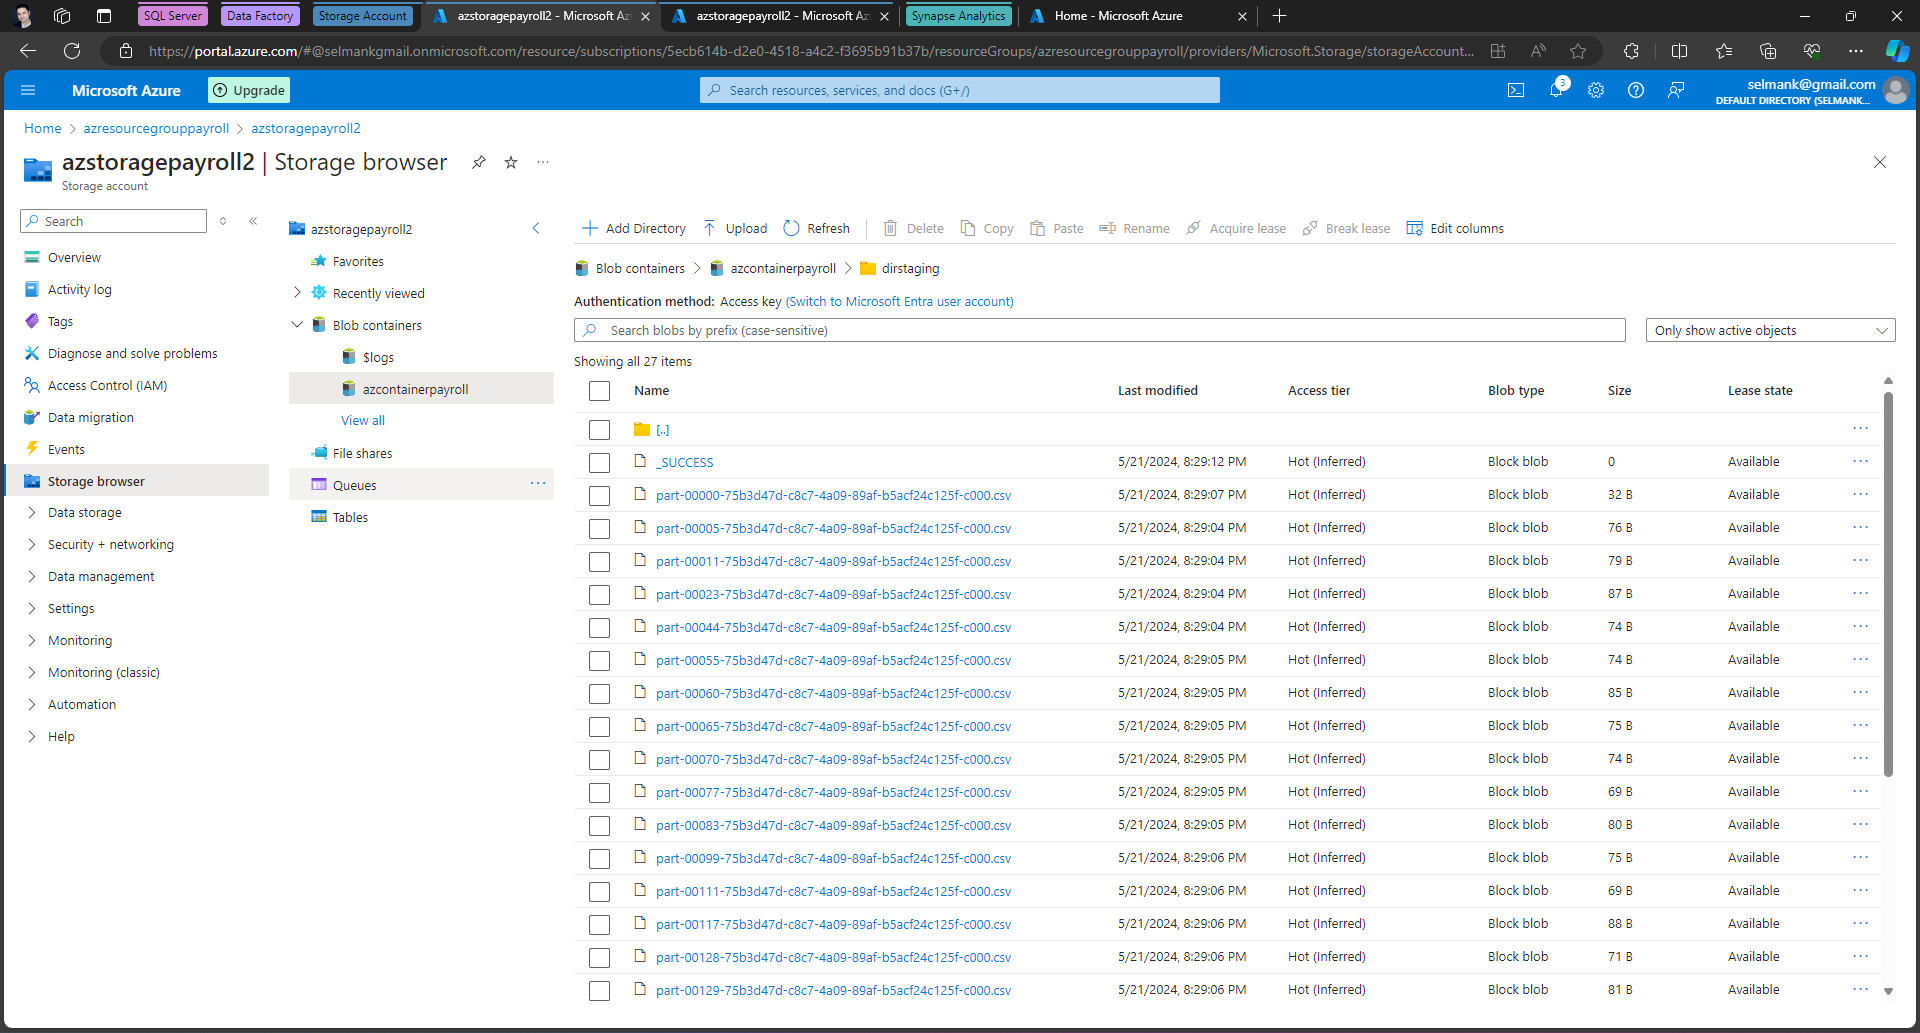 SQL Server
Data Factory
Storage Account
azstoragepayroll2 - Microsoft Az
azstoragepayroll2 - Microsoft Az
Synapse Analytics
Home - Microsoft Azure
https://portal.azure.com/#@selmankgmail.onmicrosoft.com/resource/subscriptions/5ecb614b-d2e0-4518-a4c2-f3695b91b37b/resourceGroups/azresourcegrouppayroll/providers/Microsoft.Storage/storageAccount...
Microsoft Azure
Upgrade
Search resources, services, and docs (G+/)
3
selmank@gmail.com
DEFAULT DIRECTORY (SELMANK...
Home > azresourcegrouppayroll > azstoragepayroll2
azstoragepayroll2 | Storage browser
Storage account
Search
Overview
Activity log
Tags
Diagnose and solve problems
Access Control (IAM)
Data migration
Events
Storage browser
Data storage
Security + networking
Data management
Settings
Monitoring
Monitoring (classic)
Automation
Help
azstoragepayroll2
Favorites
Recently viewed
Blob containers
$logs
azcontainerpayroll
View all
File shares
Queues
Tables
Add Directory Upload Refresh Delete Copy Paste Rename Acquire lease Break lease Edit columns
Blob containers > azcontainerpayroll > dirstaging
Authentication method: Access key (Switch to Microsoft Entra user account)
Search blobs by prefix (case-sensitive)
Only show active objects
Showing all 27 items
Name Last modified Access tier Blob type Size Lease state
[..]
_SUCCESS 5/21/2024, 8:29:12 PM Hot (Inferred) Block blob 0 Available
part-00000-75b3d47d-c8c7-4a09-89af-b5acf24c125f-c000.csv 5/21/2024, 8:29:07 PM Hot (Inferred) Block blob 32 B Available
part-00005-75b3d47d-c8c7-4a09-89af-b5acf24c125f-c000.csv 5/21/2024, 8:29:04 PM Hot (Inferred) Block blob 76 B Available
part-00011-75b3d47d-c8c7-4a09-89af-b5acf24c125f-c000.csv 5/21/2024, 8:29:04 PM Hot (Inferred) Block blob 79 B Available
part-00023-75b3d47d-c8c7-4a09-89af-b5acf24c125f-c000.csv 5/21/2024, 8:29:04 PM Hot (Inferred) Block blob 87 B Available
part-00044-75b3d47d-c8c7-4a09-89af-b5acf24c125f-c000.csv 5/21/2024, 8:29:04 PM Hot (Inferred) Block blob 74 B Available
part-00055-75b3d47d-c8c7-4a09-89af-b5acf24c125f-c000.csv 5/21/2024, 8:29:05 PM Hot (Inferred) Block blob 74 B Available
part-00060-75b3d47d-c8c7-4a09-89af-b5acf24c125f-c000.csv 5/21/2024, 8:29:05 PM Hot (Inferred) Block blob 85 B Available
part-00065-75b3d47d-c8c7-4a09-89af-b5acf24c125f-c000.csv 5/21/2024, 8:29:05 PM Hot (Inferred) Block blob 75 B Available
part-00070-75b3d47d-c8c7-4a09-89af-b5acf24c125f-c000.csv 5/21/2024, 8:29:05 PM Hot (Inferred) Block blob 74 B Available
part-00077-75b3d47d-c8c7-4a09-89af-b5acf24c125f-c000.csv 5/21/2024, 8:29:05 PM Hot (Inferred) Block blob 69 B Available
part-00083-75b3d47d-c8c7-4a09-89af-b5acf24c125f-c000.csv 5/21/2024, 8:29:05 PM Hot (Inferred) Block blob 80 B Available
part-00099-75b3d47d-c8c7-4a09-89af-b5acf24c125f-c000.csv 5/21/2024, 8:29:06 PM Hot (Inferred) Block blob 75 B Available
part-00111-75b3d47d-c8c7-4a09-89af-b5acf24c125f-c000.csv 5/21/2024, 8:29:06 PM Hot (Inferred) Block blob 69 B Available
part-00117-75b3d47d-c8c7-4a09-89af-b5acf24c125f-c000.csv 5/21/2024, 8:29:06 PM Hot (Inferred) Block blob 88 B Available
part-00128-75b3d47d-c8c7-4a09-89af-b5acf24c125f-c000.csv 5/21/2024, 8:29:06 PM Hot (Inferred) Block blob 71 B Available
part-00129-75b3d47d-c8c7-4a09-89af-b5acf24c125f-c000.csv 5/21/2024, 8:29:06 PM Hot (Inferred) Block blob 81 B Available